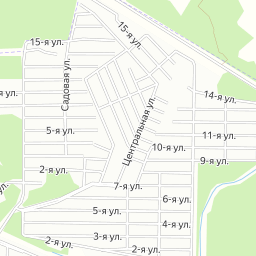 15-я ул.
15-я ул.
Садовая ул.
14-я ул.
Центральная ул.
5-я ул.
11-я ул.
10-я ул.
9-я ул.
2-я ул.
7-я ул.
6-я ул.
5-я ул.
4-я ул.
3-я ул.
2-я ул.
2-я ул.